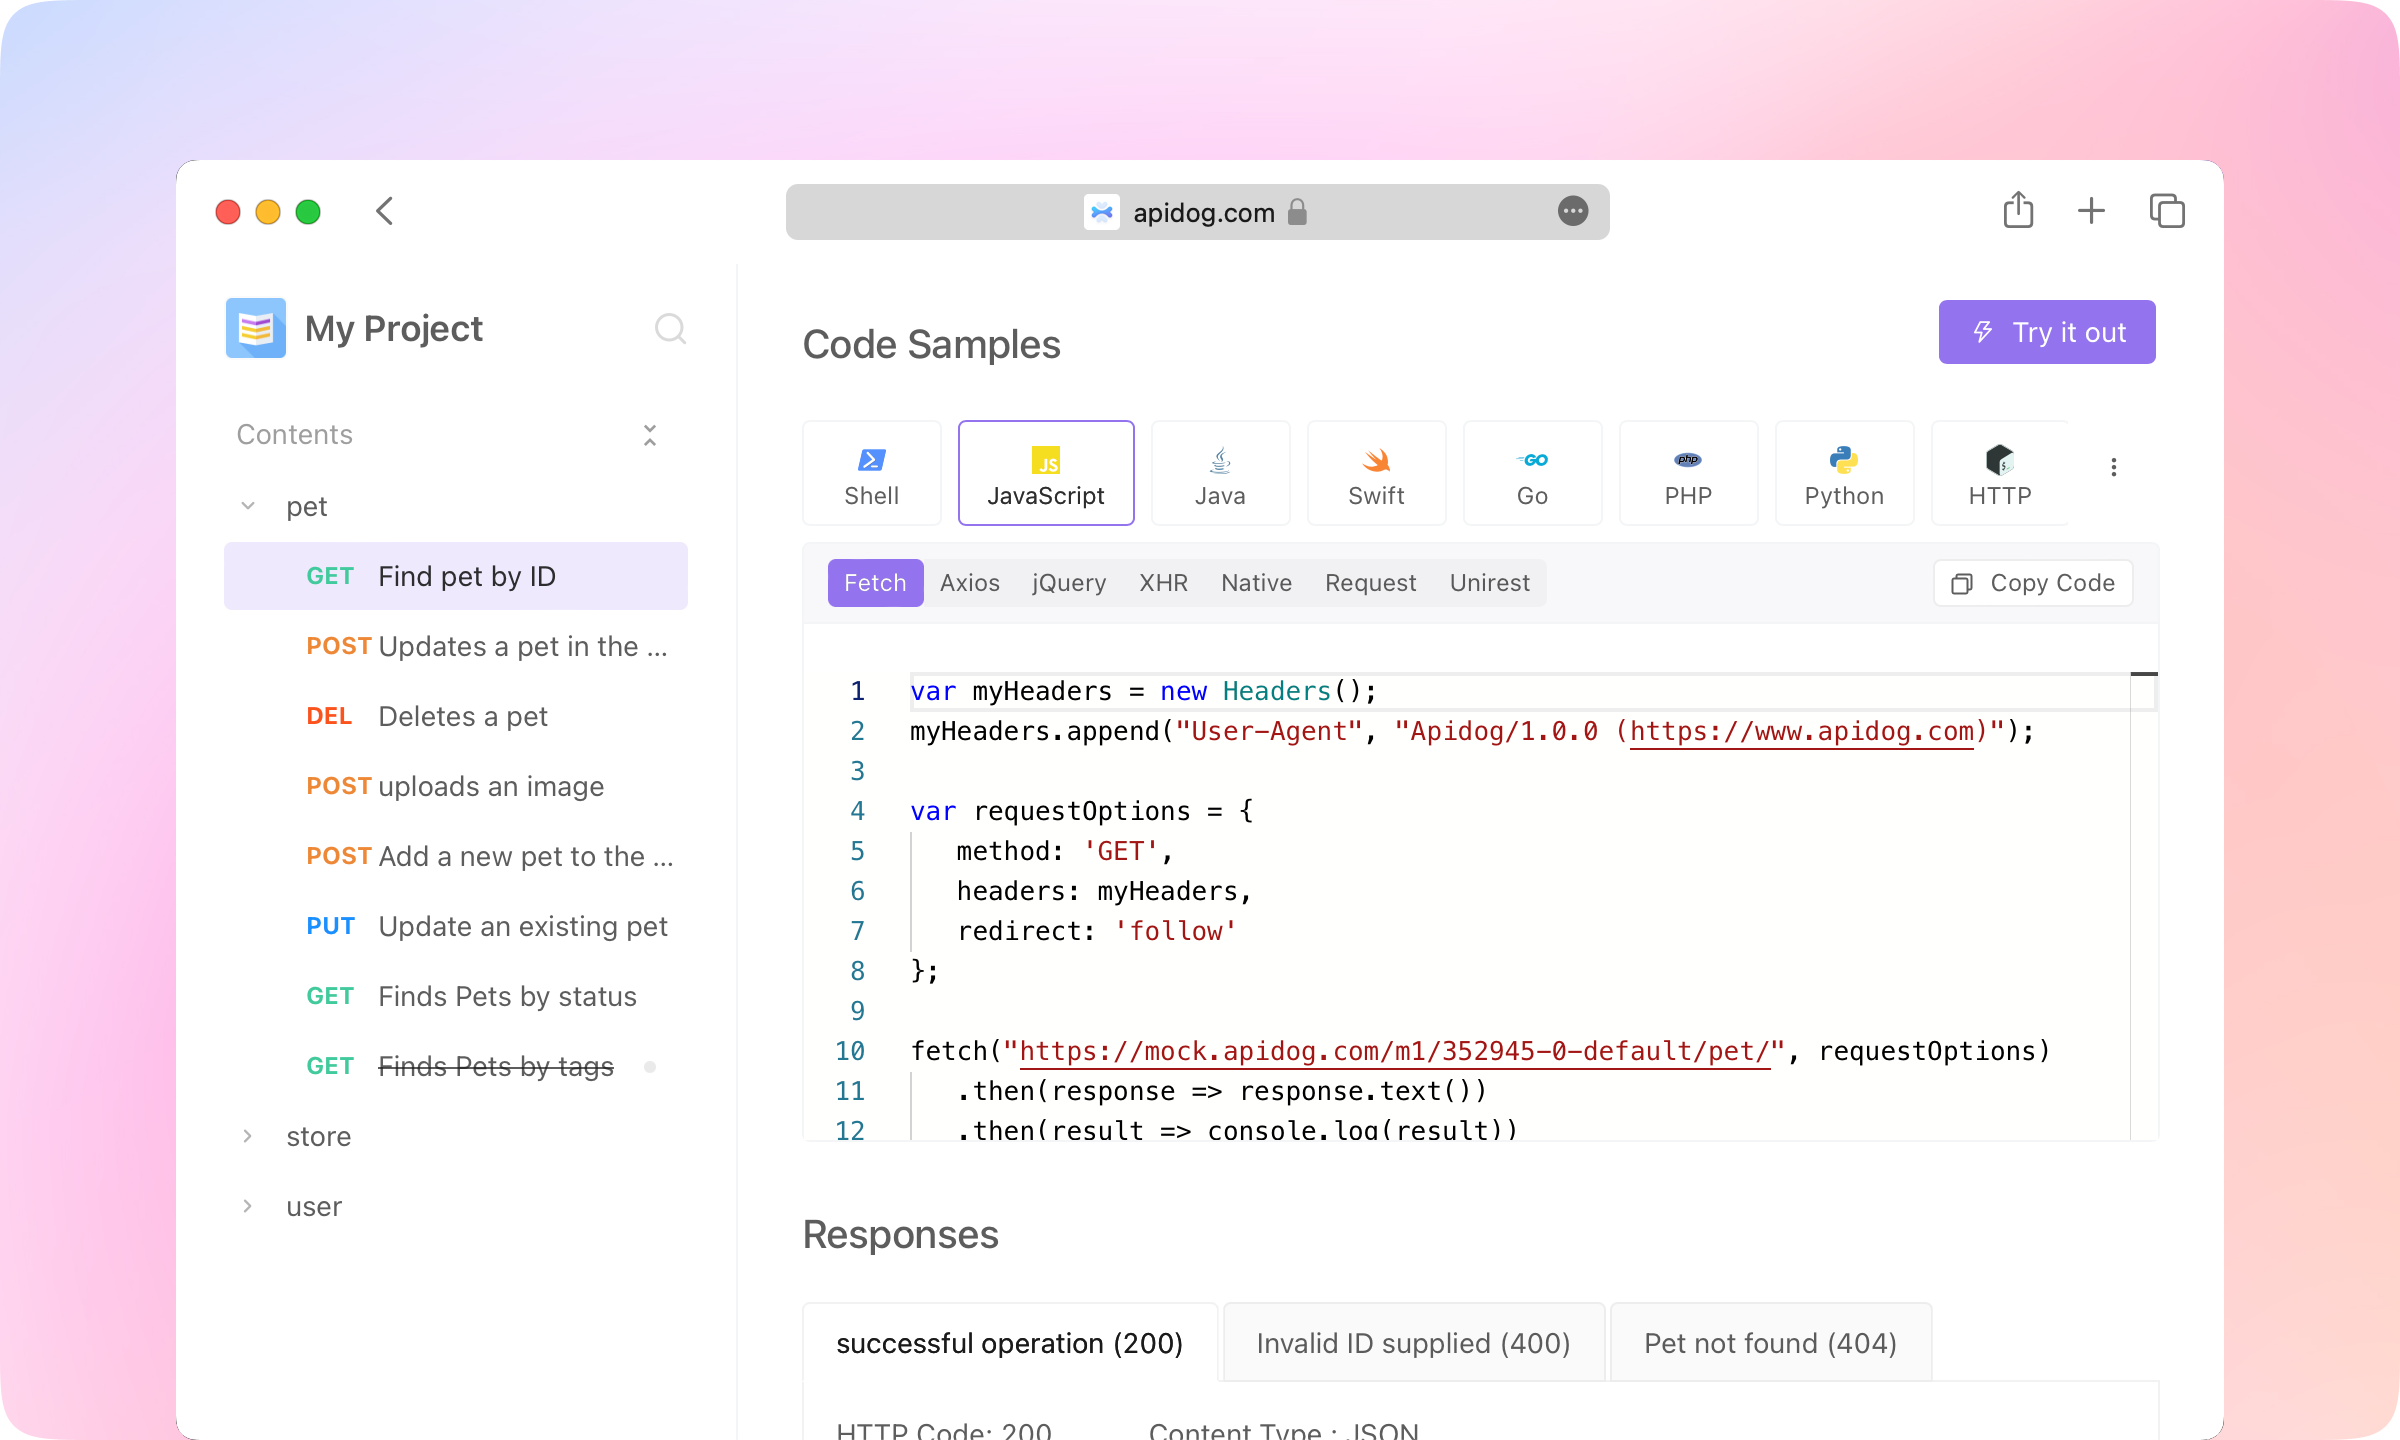 apidog.com
My Project
Contents
pet
GET Find pet by ID
POST Updates a pet in the ...
DEL Deletes a pet
POST uploads an image
POST Add a new pet to the ...
PUT Update an existing pet
GET Finds Pets by status
GET Finds Pets by tags
store
user
Code Samples
Try it out
JS
GO
php
$_
Shell JavaScript Java Swift Go PHP Python HTTP
Fetch Axios jQuery XHR Native Request Unirest
Copy Code
1 var myHeaders = new Headers();
2 myHeaders.append("User-Agent", "Apidog/1.0.0 (https://www.apidog.com)");
3
4 var requestOptions = {
5 method: 'GET',
6 headers: myHeaders,
7 redirect: 'follow'
8 };
9
10 fetch("https://mock.apidog.com/m1/352945-0-default/pet/", requestOptions)
11 .then(response => response.text())
12 .then(result => console.log(result))
Responses
successful operation (200) Invalid ID supplied (400) Pet not found (404)
HTTP Code: 200 Content Type : JSON